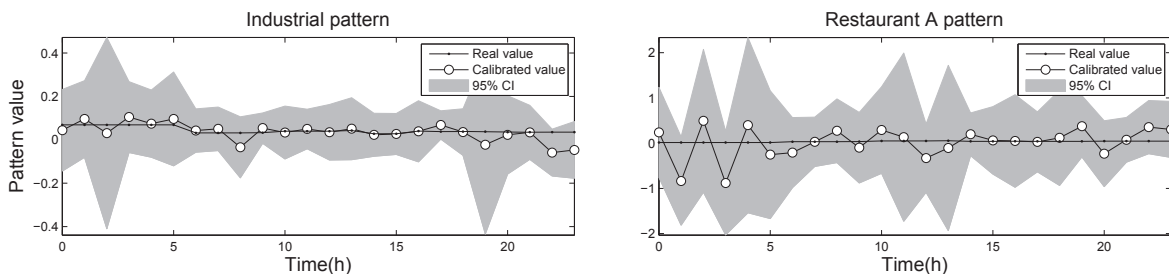 Industrial pattern
Pattern value
0.4
0.2
0
−0.2
−0.4
0 5 10 15 20
Time(h)
Real value
Calibrated value
95% CI
Restaurant A pattern
2
1
0
−1
−2
0 5 10 15 20
Time(h)
Real value
Calibrated value
95% CI